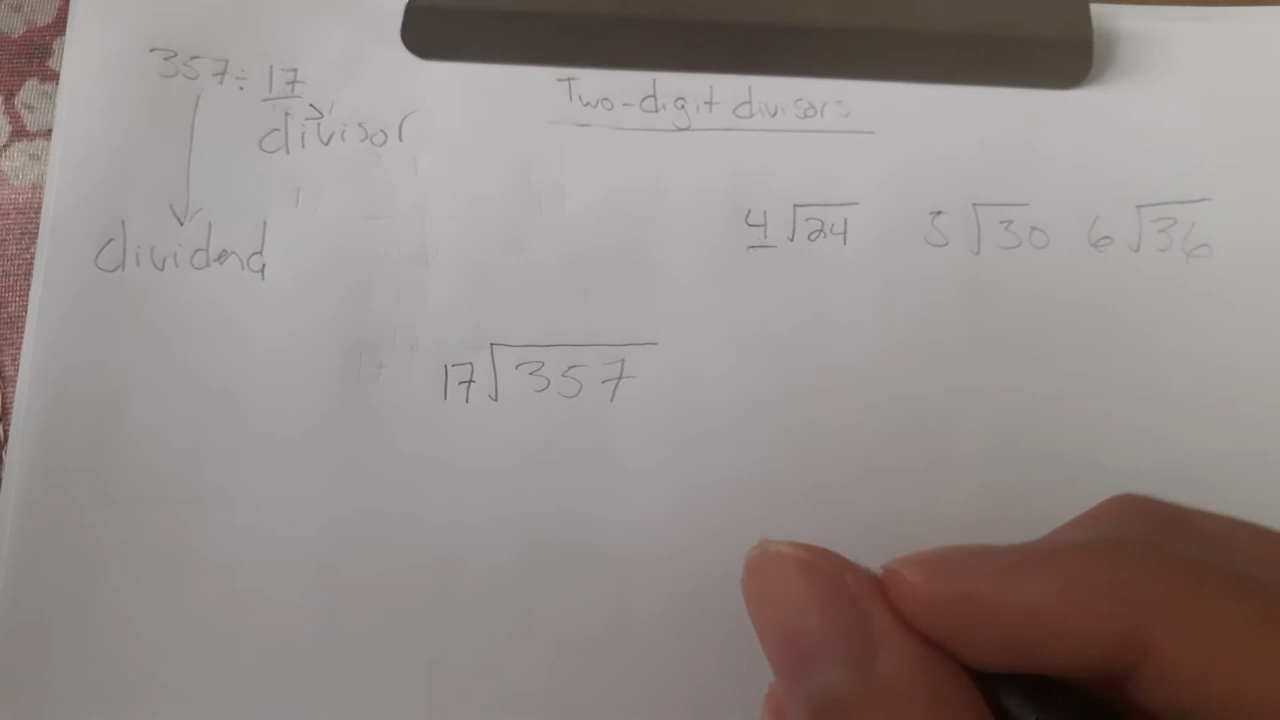 357÷17
Two-digit divisors
divisor
4√24 5√30 6√36
dividend
17√357